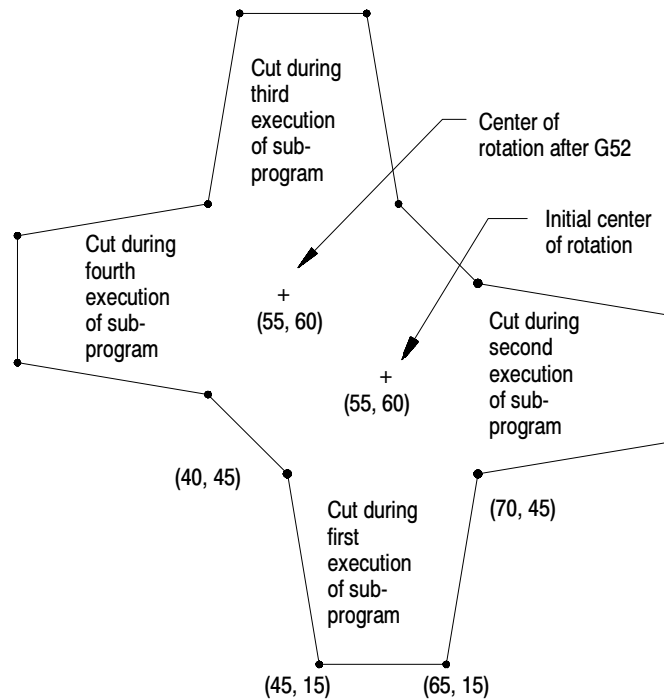 Cut during
third
execution
of sub-
program
Center of
rotation after G52
Initial center
of rotation
Cut during
fourth
execution
of sub-
program
(55, 60)
Cut during
second
execution
of sub-
program
(55, 60)
(40, 45)
(70, 45)
Cut during
first
execution
of sub-
program
(45, 15)
(65, 15)